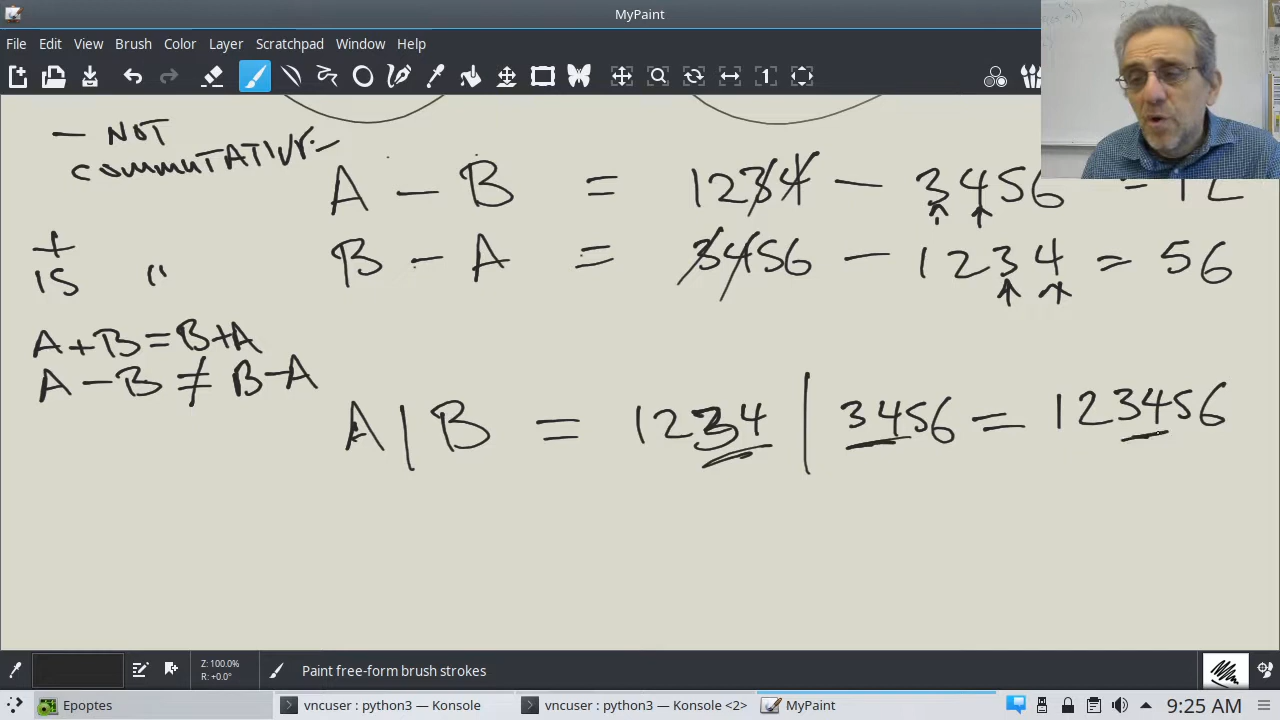 MyPaint
File Edit View Brush Color Layer Scratchpad Window Help
— NOT
COMMUTATIVE
A — B = 1234 — 3456 = 12
+
IS "
B — A = 3456 — 1234 = 56
A+B=B+A
A—B≠B—A
A | B = 1234 | 3456 = 123456
Z: 100.0%
R: +0.0°
Paint free-form brush strokes
Epoptes
vncuser : python3 — Konsole
vncuser : python3 — Konsole <2>
MyPaint
9:25 AM